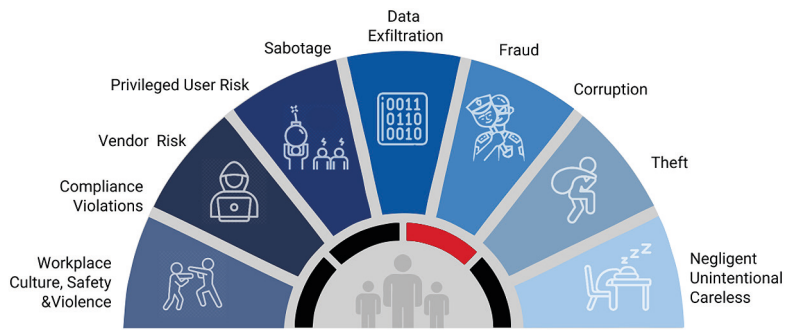 Data
Exfiltration
Sabotage
Fraud
Privileged User Risk
Corruption
Vendor Risk
Theft
Compliance
Violations
Workplace
Culture, Safety
&Violence
Negligent
Unintentional
Careless
0011
0110
0010
z z Z